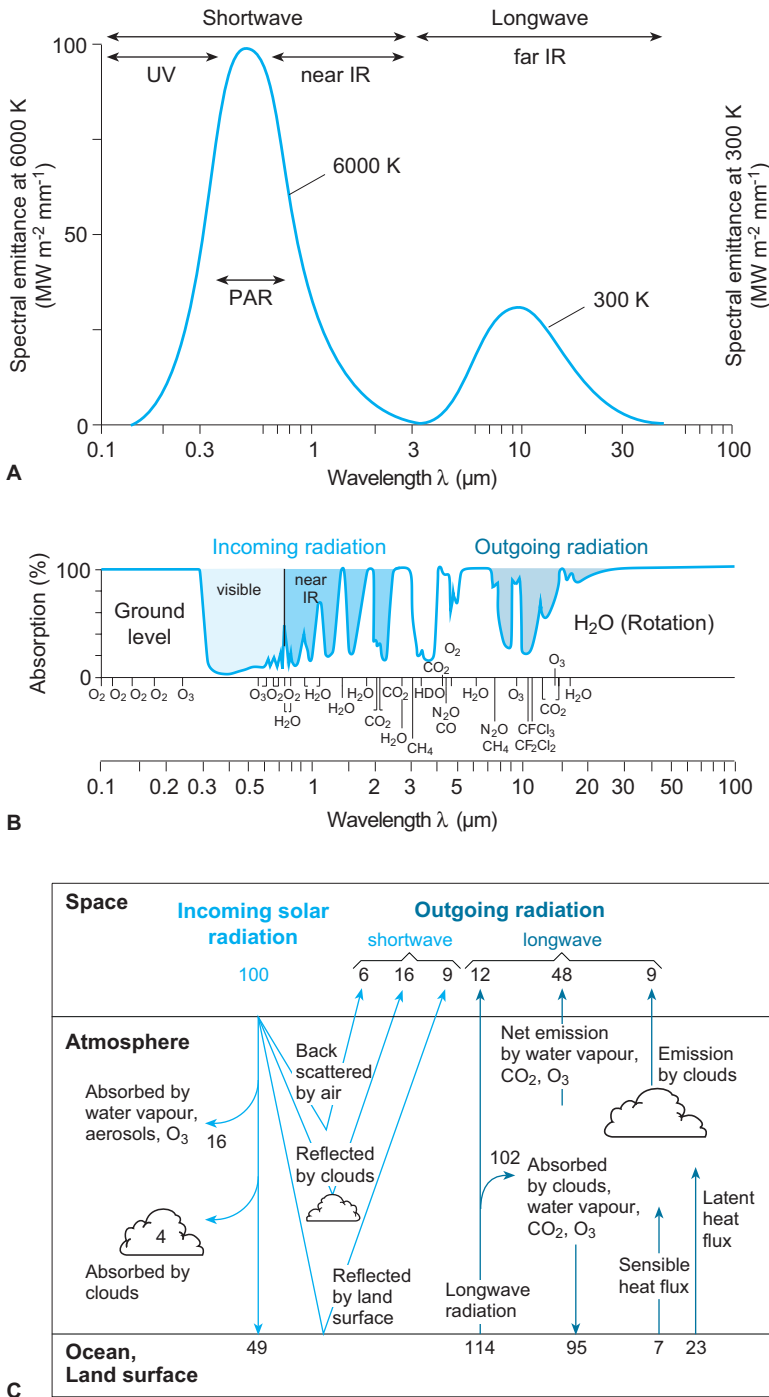 Shortwave
Longwave
UV
near IR
far IR
Spectral emittance at 6000 K
(MW m-2 mm-1)
100
50
0
6000 K
PAR
300 K
Spectral emittance at 300 K
(MW m-2 mm-1)
0.1 0.3 1 3 10 30 100
Wavelength λ (µm)
A
Incoming radiation
Outgoing radiation
Absorption (%)
100
0
visible
near
IR
Ground
level
H2O (Rotation)
O2
O2
O2
O2
O3
O3
O2
O2
H2O
H2O
H2O
H2O
CO2
CO2
H2O
CH4
HDO
CO2
O2
N2O
CO
H2O
N2O
CH4
O3
CFCl3
CF2Cl2
O3
CO2
H2O
0.1 0.2 0.3 0.5 1 2 3 5 10 20 30 50 100
Wavelength λ (µm)
B
Space
Incoming solar
radiation
Outgoing radiation
shortwave
longwave
100
6 16 9 12 48 9
Atmosphere
Back
scattered
by air
Net emission
by water vapour,
CO2, O3
Emission
by clouds
Absorbed by
water vapour,
aerosols, O3
16
Reflected
by clouds
102
Absorbed
by clouds,
water vapour,
CO2, O3
Latent
heat
flux
4
Absorbed by
clouds
Reflected
by land
surface
Longwave
radiation
Sensible
heat flux
Ocean,
Land surface
49 114 95 7 23
C